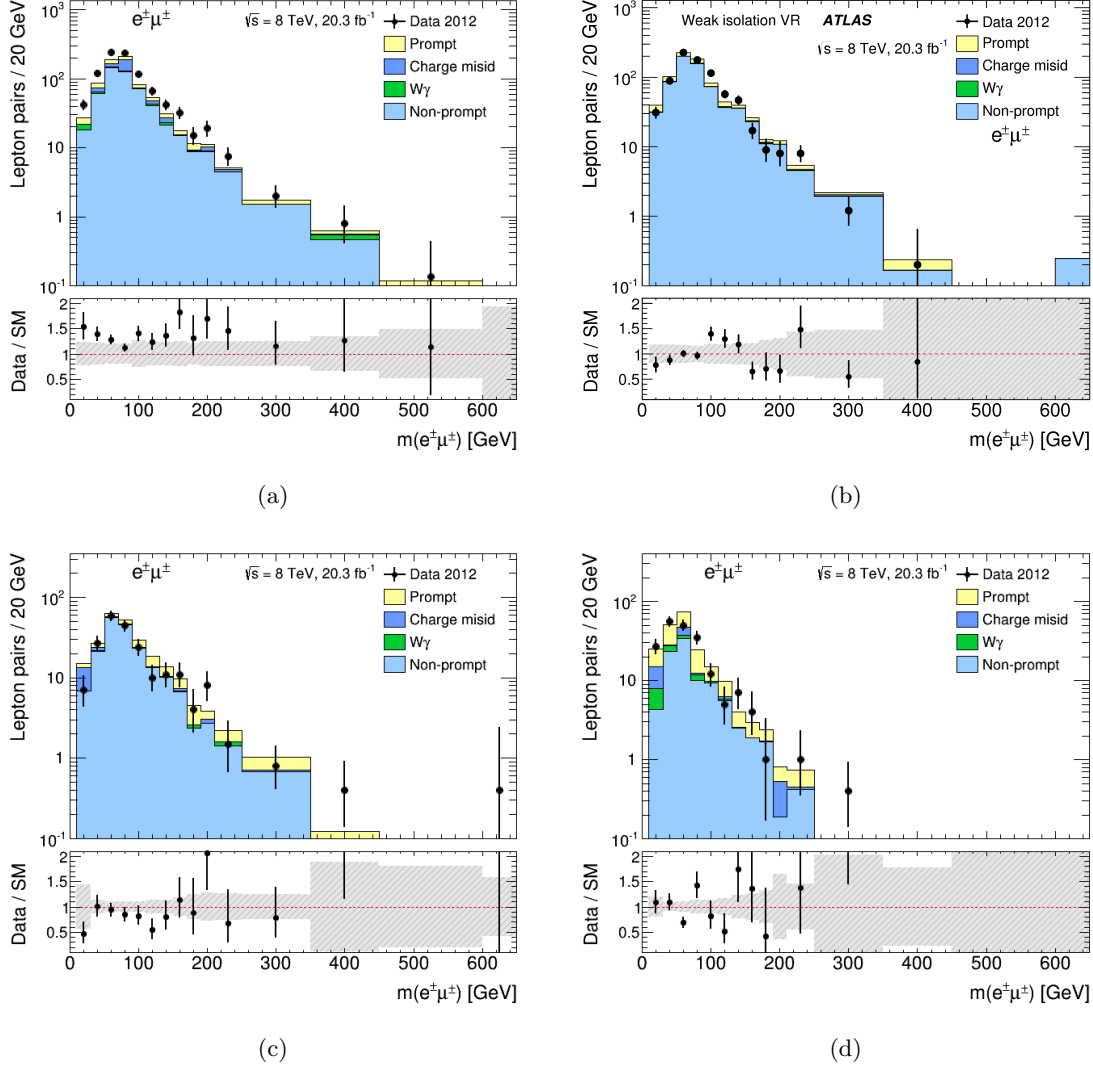 e±μ±
√s = 8 TeV, 20.3 fb⁻¹
Data 2012
Prompt
Charge misid
Wγ
Non-prompt
Lepton pairs / 20 GeV
10³
10²
10
1
10⁻¹
Data / SM
2
1.5
1
0.5
0 100 200 300 400 500 600
m(e±μ±) [GeV]
(a)
Weak isolation VR ATLAS
√s = 8 TeV, 20.3 fb⁻¹
Data 2012
Prompt
Charge misid
Wγ
Non-prompt
e±μ±
Lepton pairs / 20 GeV
10³
10²
10
1
10⁻¹
Data / SM
2
1.5
1
0.5
0 100 200 300 400 500 600
m(e±μ±) [GeV]
(b)
e±μ±
√s = 8 TeV, 20.3 fb⁻¹
Data 2012
Prompt
Charge misid
Wγ
Non-prompt
Lepton pairs / 20 GeV
10²
10
1
10⁻¹
Data / SM
2
1.5
1
0.5
0 100 200 300 400 500 600
m(e±μ±) [GeV]
(c)
e±μ±
√s = 8 TeV, 20.3 fb⁻¹
Data 2012
Prompt
Charge misid
Wγ
Non-prompt
Lepton pairs / 20 GeV
10²
10
1
10⁻¹
Data / SM
2
1.5
1
0.5
0 100 200 300 400 500 600
m(e±μ±) [GeV]
(d)